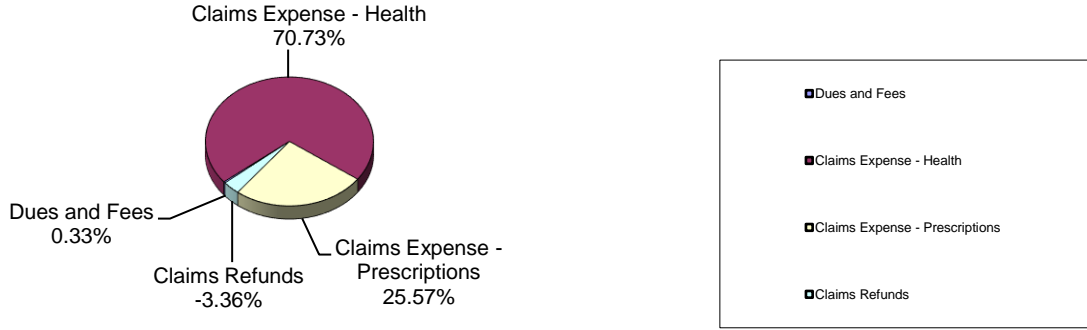 Claims Expense - Health
70.73%
Dues and Fees
0.33%
Claims Refunds
-3.36%
Claims Expense -
Prescriptions
25.57%
Dues and Fees
Claims Expense - Health
Claims Expense - Prescriptions
Claims Refunds